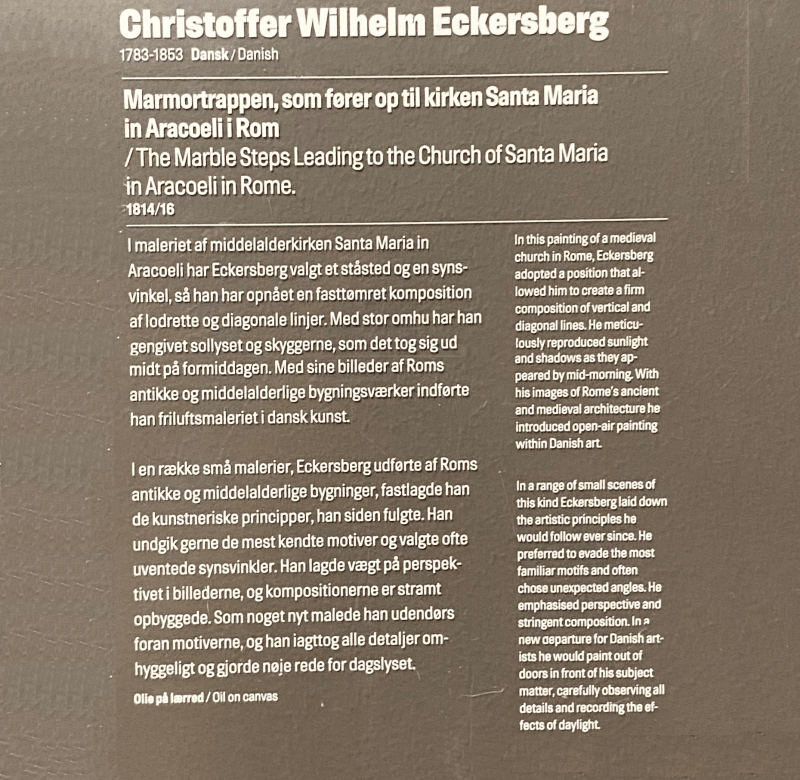 Christoffer Wilhelm Eckersberg
1783-1853 Dansk / Danish
Marmortrappen, som fører op til kirken Santa Maria
in Aracoeli i Rom
/ The Marble Steps Leading to the Church of Santa Maria
in Aracoeli in Rome.
1814/16
I maleriet af middelalderkirken Santa Maria in
Aracoeli har Eckersberg valgt et ståsted og en syns-
vinkel, så han har opnået en fasttømret komposition
af lodrette og diagonale linjer. Med stor omhu har han
gengivet sollyset og skyggerne, som det tog sig ud
midt på formiddagen. Med sine billeder af Roms
antikke og middelalderlige bygningsværker indførte
han friluftsmaleriet i dansk kunst.
I en række små malerier, Eckersberg udførte af Roms
antikke og middelalderlige bygninger, fastlagde han
de kunstneriske principper, han siden fulgte. Han
undgik gerne de mest kendte motiver og valgte ofte
uventede synsvinkler. Han lagde vægt på perspek-
tivet i billederne, og kompositionerne er stramt
opbyggede. Som noget nyt malede han udendørs
foran motiverne, og han iagttog alle detaljer om-
hyggeligt og gjorde nøje rede for dagslyset.
Olie på lærred / Oil on canvas
In this painting of a medieval
church in Rome, Eckersberg
adopted a position that al-
lowed him to create a firm
composition of vertical and
diagonal lines. He meticu-
lously reproduced sunlight
and shadows as they ap-
peared by mid-morning. With
his images of Rome's ancient
and medieval architecture he
introduced open-air painting
within Danish art.
In a range of small scenes of
this kind Eckersberg laid down
the artistic principles he
would follow ever since. He
preferred to evade the most
familiar motifs and often
chose unexpected angles. He
emphasised perspective and
stringent composition. In a
new departure for Danish art-
ists he would paint out of
doors in front of his subject
matter, carefully observing all
details and recording the ef-
fects of daylight.